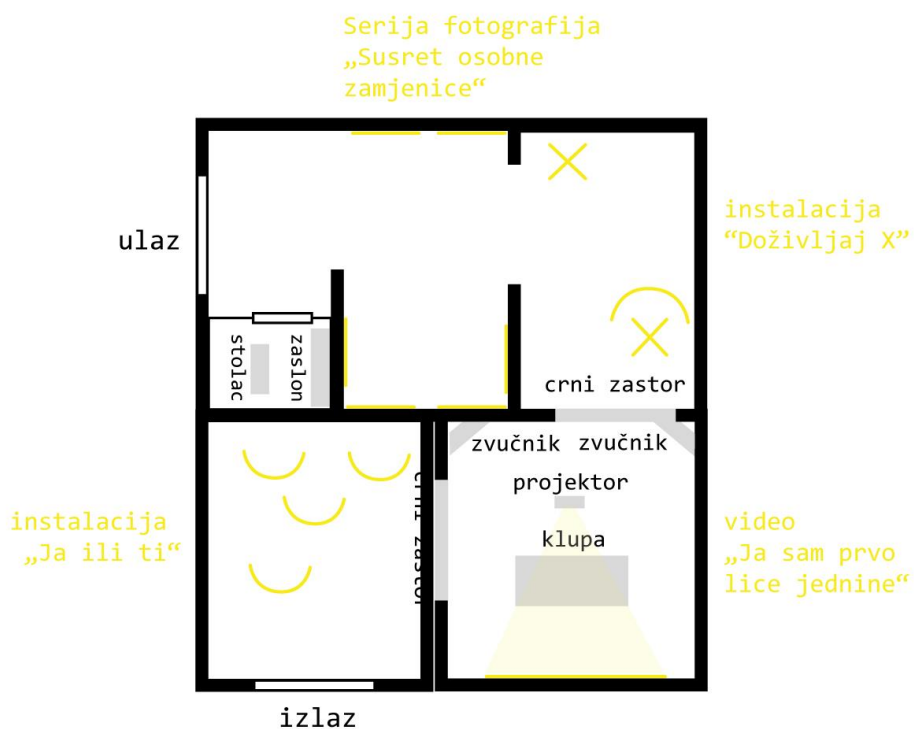 Serija fotografija
„Susret osobne
zamjenice“
ulaz
instalacija
“Doživljaj X”
stolac
zaslon
crni zastor
zvučnik
zvučnik
projektor
klupa
crni zastor
instalacija
„Ja ili ti“
video
„Ja sam prvo
lice jednine“
izlaz